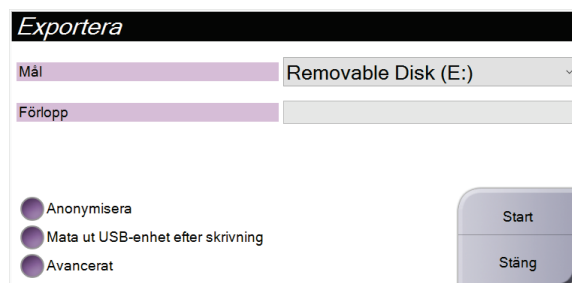 Exportera
Mål
Removable Disk (E:)
Förlopp
Anonymisera
Mata ut USB-enhet efter skrivning
Avancerat
Start
Stäng